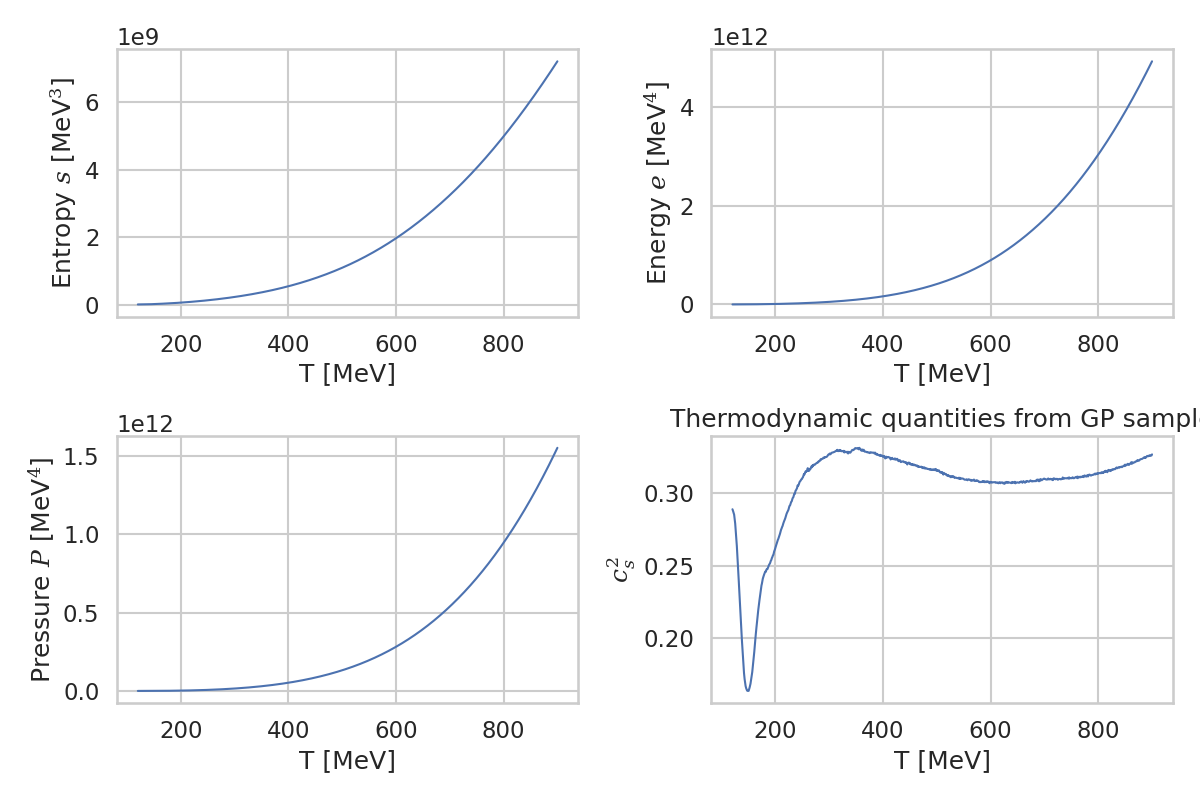 1e9
Entropy s [MeV³]
6
4
2
0
200 400 600 800
T [MeV]
1e12
Energy e [MeV⁴]
4
2
0
200 400 600 800
T [MeV]
1e12
Pressure P [MeV⁴]
1.5
1.0
0.5
0.0
200 400 600 800
T [MeV]
Thermodynamic quantities from GP sampl
c_s^2
0.30
0.25
0.20
200 400 600 800
T [MeV]